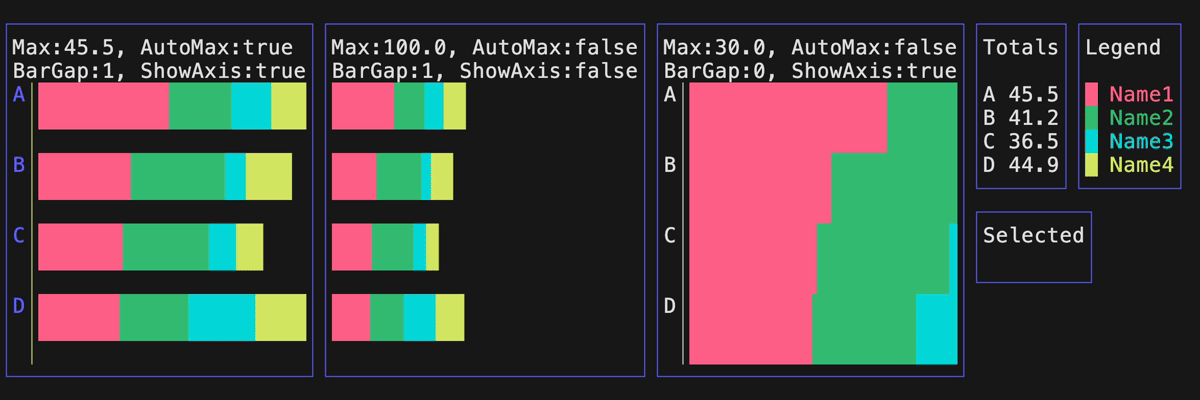 Max:45.5, AutoMax:true
BarGap:1, ShowAxis:true
A
B
C
D
Max:100.0, AutoMax:false
BarGap:1, ShowAxis:false
Max:30.0, AutoMax:false
BarGap:0, ShowAxis:true
A
B
C
D
Totals
A 45.5
B 41.2
C 36.5
D 44.9
Legend
Name1
Name2
Name3
Name4
Selected